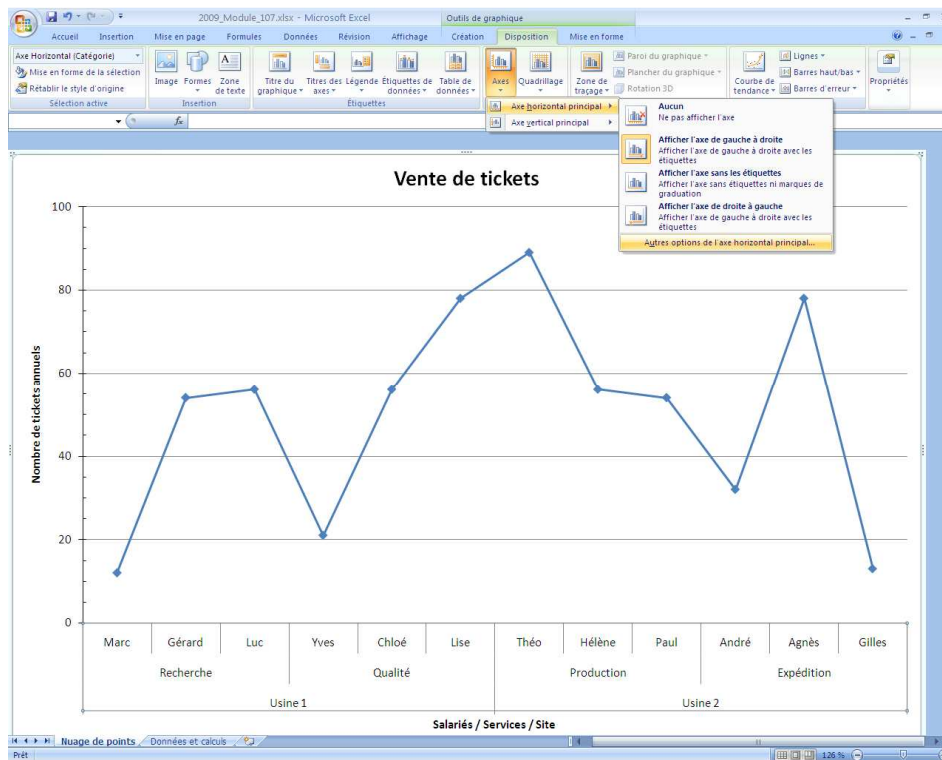 2009_Module_107.xlsx - Microsoft Excel
Outils de graphique
Accueil Insertion Mise en page Formules Données Révision Affichage Création Disposition Mise en forme
Axe Horizontal (Catégorie)
Mise en forme de la sélection
Rétablir le style d'origine
Sélection active
Image Formes Zone de texte
Insertion
Titre du graphique Titres des axes Légende Étiquettes de données Table de données
Étiquettes
Axes Quadrillage
Zone de traçage
Paroi du graphique
Plancher du graphique
Rotation 3D
Courbe de tendance
Lignes
Barres haut/bas
Barres d'erreur
Propriétés
Axe horizontal principal
Axe vertical principal
Aucun
Ne pas afficher l'axe
Afficher l'axe de gauche à droite
Afficher l'axe de gauche à droite avec les
étiquettes
Afficher l'axe sans les étiquettes
Afficher l'axe sans étiquettes ni marques de
graduation
Afficher l'axe de droite à gauche
Afficher l'axe de gauche à droite avec les
étiquettes
Autres options de l'axe horizontal principal...
fx
Vente de tickets
Nombre de tickets annuels
100
80
60
40
20
0
Marc Gérard Luc Yves Chloé Lise Théo Hélène Paul André Agnès Gilles
Recherche Qualité Production Expédition
Usine 1 Usine 2
Salariés / Services / Site
Nuage de points Données et calculs
Prêt
126 %